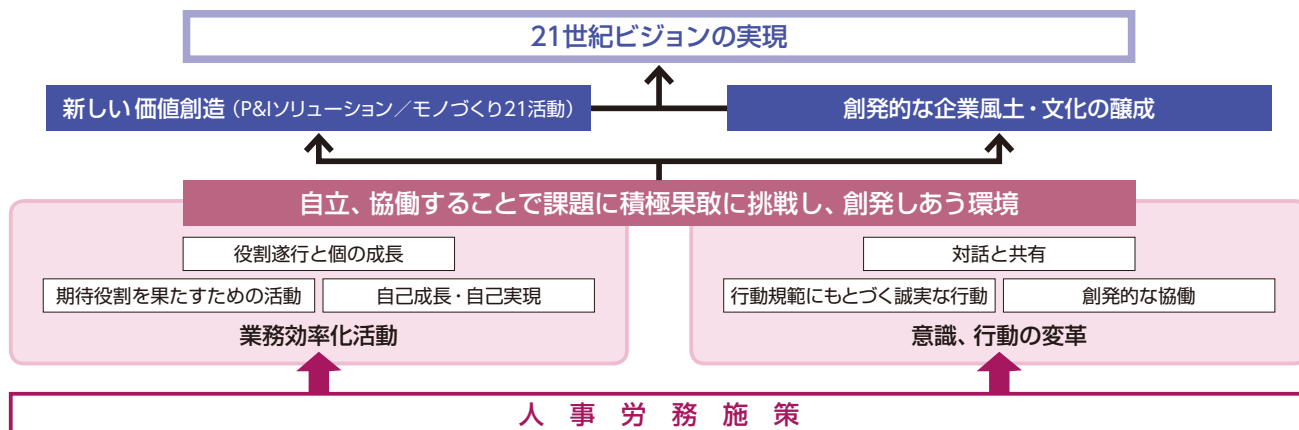 21世紀ビジョンの実現
新しい価値創造（P&Iソリューション／モノづくり21活動）
創発的な企業風土・文化の醸成
自立、協働することで課題に積極果敢に挑戦し、創発しあう環境
役割遂行と個の成長
期待役割を果たすための活動
自己成長・自己実現
業務効率化活動
対話と共有
行動規範にもとづく誠実な行動
創発的な協働
意識、行動の変革
人事労務施策